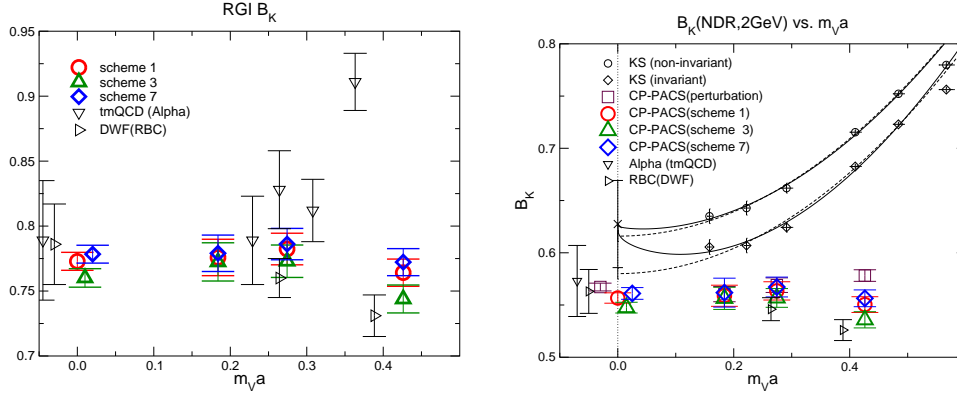 RGI B_K
0.95
0.9
0.85
0.8
0.75
0.7
0.0
0.2
0.4
m_Va
scheme 1
scheme 3
scheme 7
tmQCD (Alpha)
DWF(RBC)
B_K(NDR,2GeV) vs. m_Va
0.8
0.7
0.6
0.5
B_K
0.0
0.2
0.4
m_Va
KS (non-invariant)
KS (invariant)
CP-PACS(perturbation)
CP-PACS(scheme 1)
CP-PACS(scheme 3)
CP-PACS(scheme 7)
Alpha (tmQCD)
RBC(DWF)